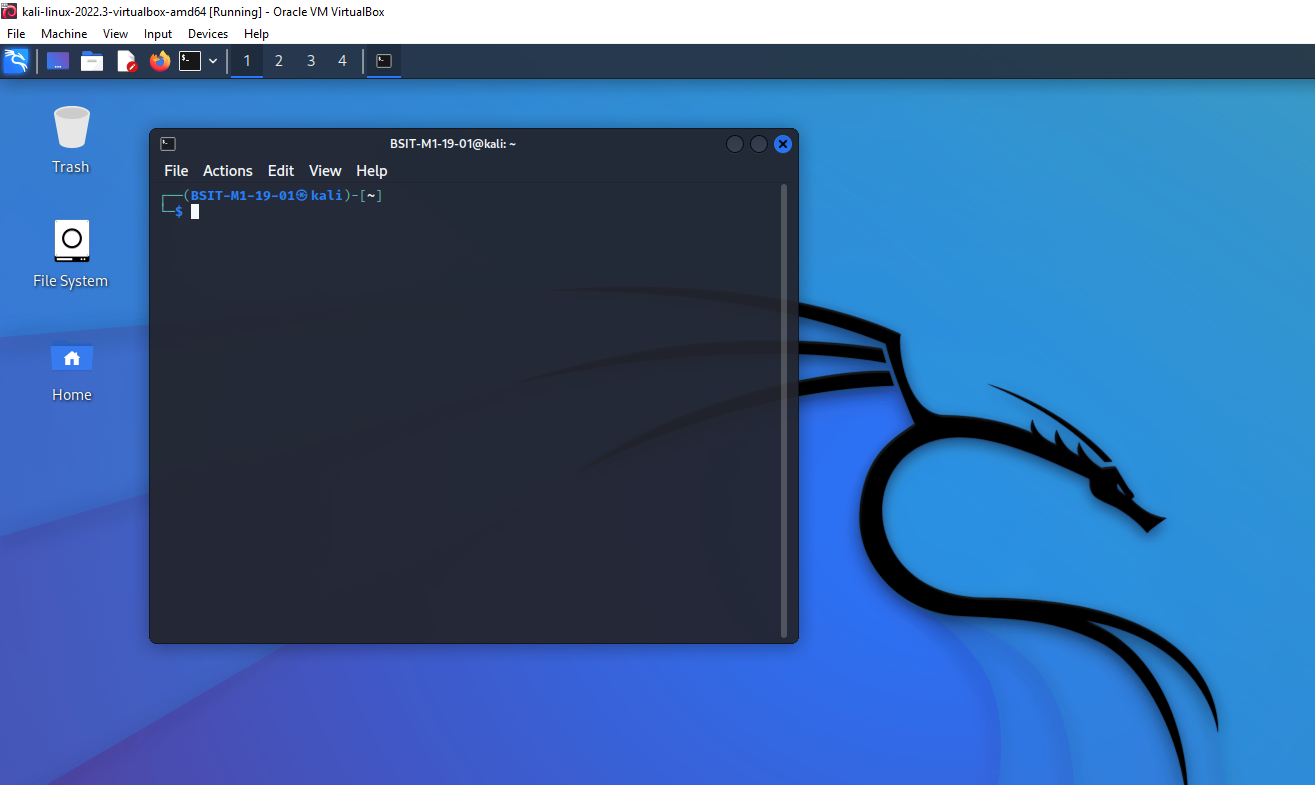 kali-linux-2022.3-virtualbox-amd64 [Running] - Oracle VM VirtualBox
File Machine View Input Devices Help
1 2 3 4
Trash
File System
Home
BSIT-M1-19-01@kali: ~
File Actions Edit View Help
┌──(BSIT-M1-19-01㉿kali)-[~]
└─$